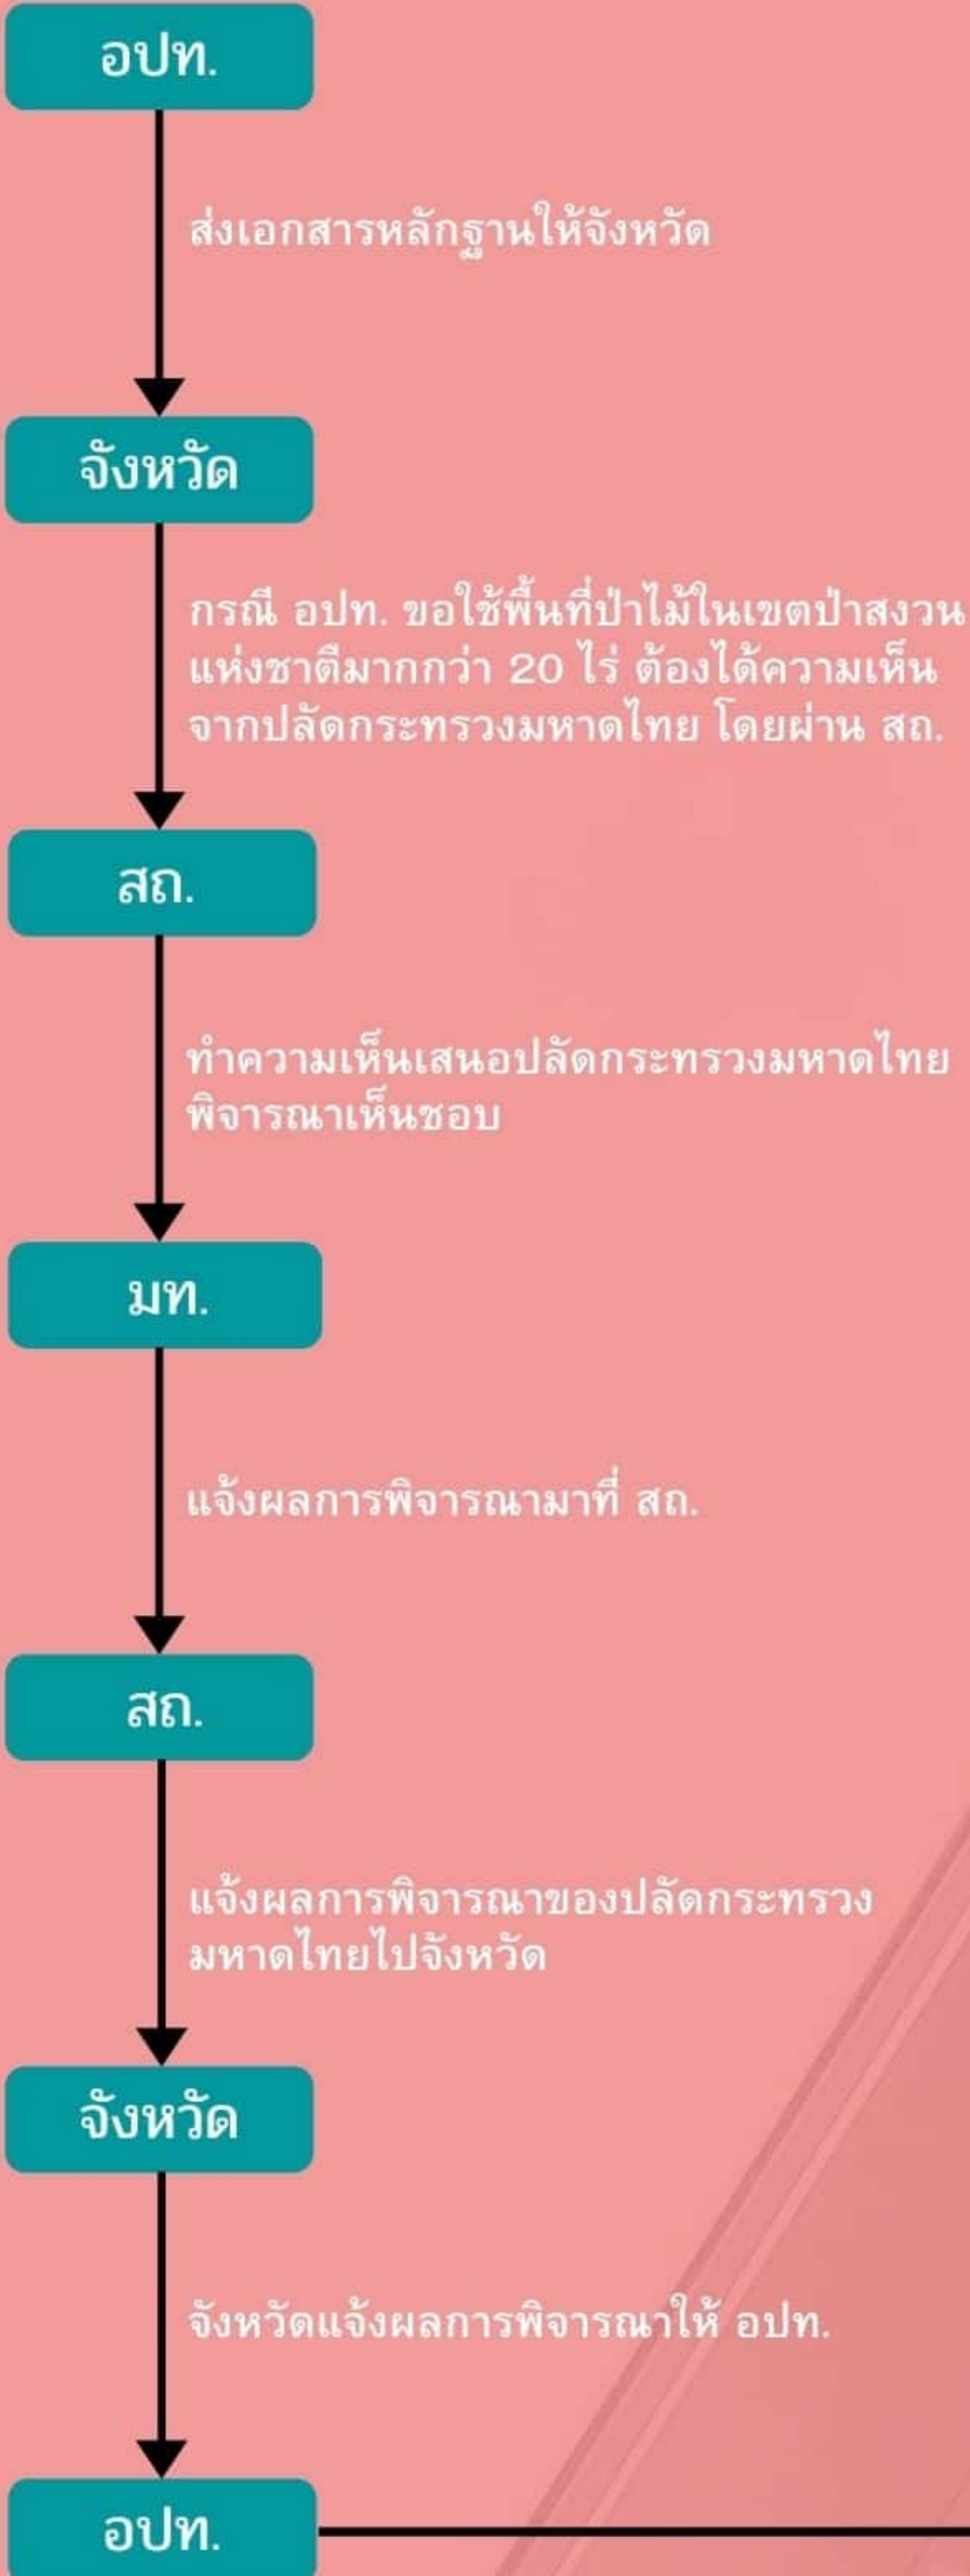 อปท.
ส่งเอกสารหลักฐานให้จังหวัด
จังหวัด
กรณี อปท. ขอใช้พื้นที่ป่าไม้ในเขตป่าสงวน
แห่งชาติมากกว่า 20 ไร่ ต้องได้ความเห็น
จากปลัดกระทรวงมหาดไทย โดยผ่าน สถ.
สถ.
ทำความเห็นเสนอปลัดกระทรวงมหาดไทย
พิจารณาเห็นชอบ
มท.
แจ้งผลการพิจารณามาที่ สถ.
สถ.
แจ้งผลการพิจารณาของปลัดกระทรวง
มหาดไทยไปจังหวัด
จังหวัด
จังหวัดแจ้งผลการพิจารณาให้ อปท.
อปท.